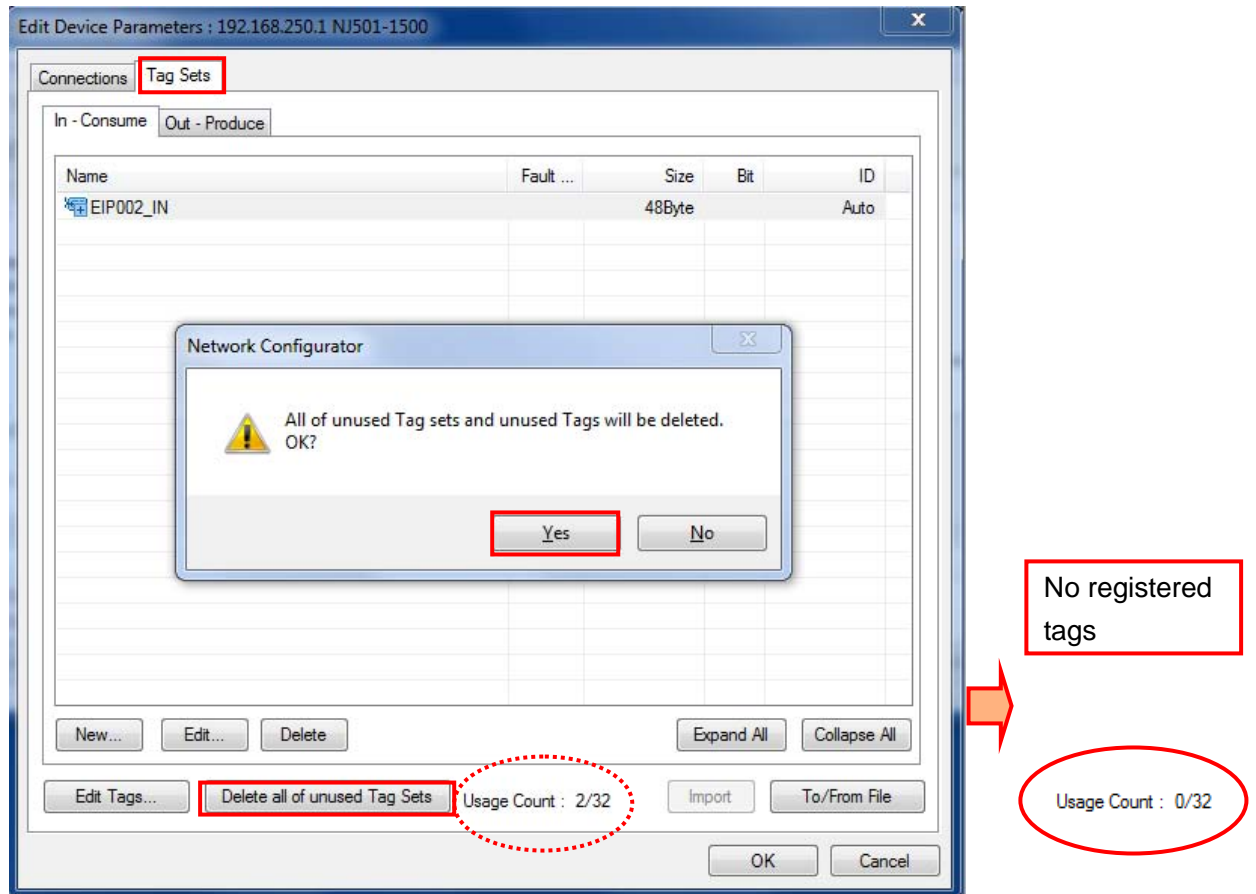 Edit Device Parameters : 192.168.250.1 NJ501-1500
Connections Tag Sets
In - Consume Out - Produce
Name Fault ... Size Bit ID
EIP002_IN 48Byte Auto
Network Configurator
All of unused Tag sets and unused Tags will be deleted.
OK?
Yes No
No registered
tags
New... Edit... Delete Expand All Collapse All
Edit Tags... Delete all of unused Tag Sets Usage Count : 2/32 Import To/From File
Usage Count : 0/32
OK Cancel